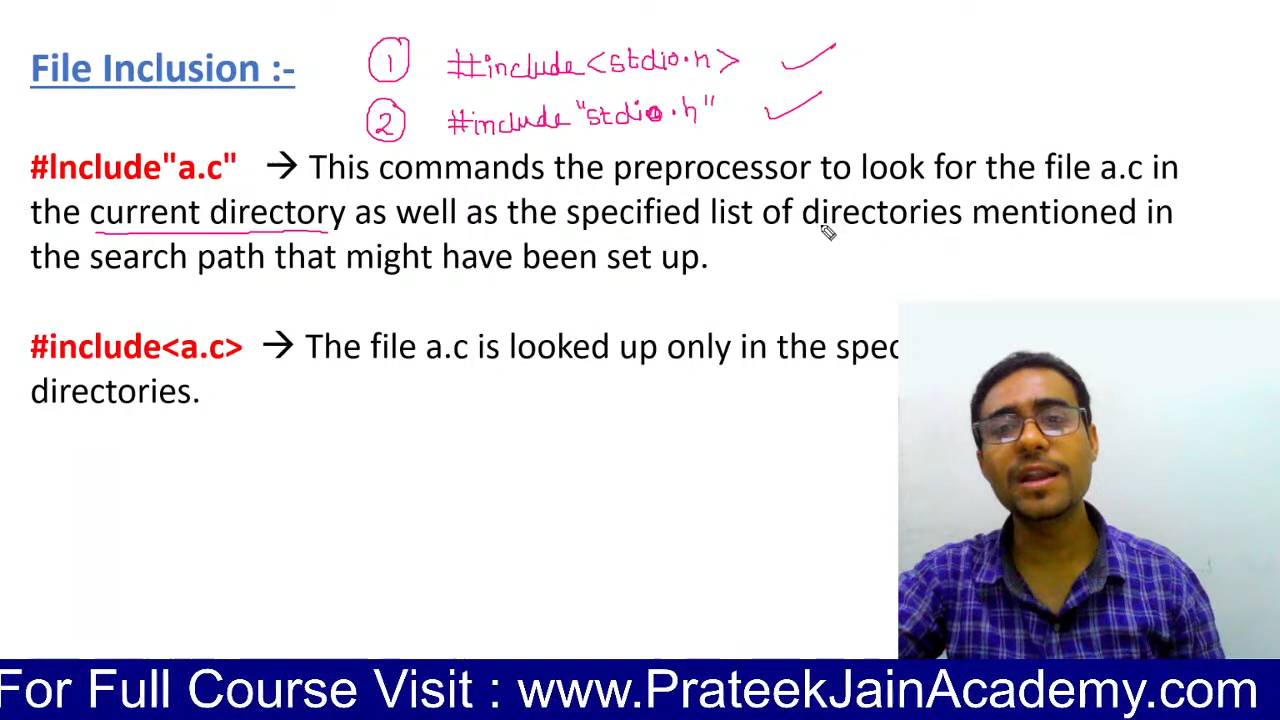 File Inclusion :-
① #include<stdio.h>
② #include"stdio.h"
#Include"a.c" → This commands the preprocessor to look for the file a.c in
the current directory as well as the specified list of directories mentioned in
the search path that might have been set up.
#include<a.c> → The file a.c is looked up only in the spec
directories.
For Full Course Visit : www.PrateekJainAcademy.com